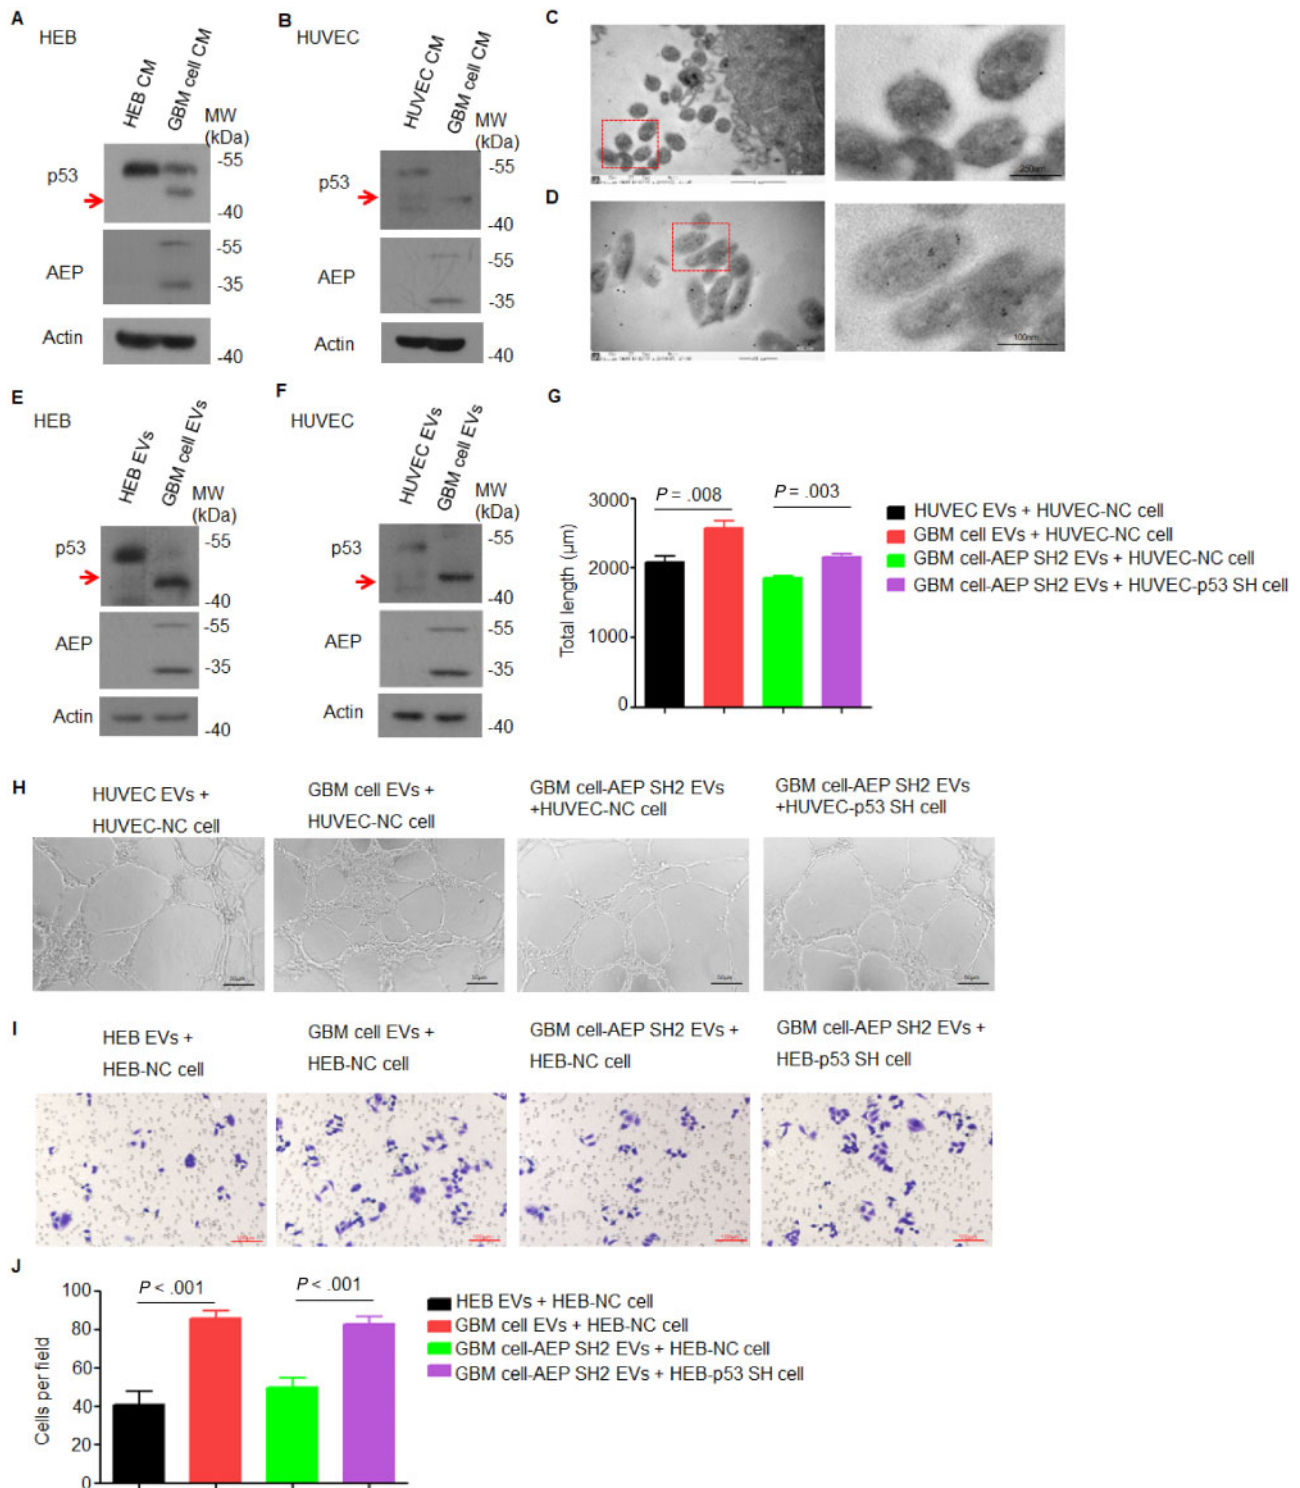 A
HEB
HEB CM
GBM cell CM
MW
(kDa)
p53
-55
-40
AEP
-55
-35
Actin
-40
B
HUVEC
HUVEC CM
GBM cell CM
MW
(kDa)
p53
-55
-40
AEP
-55
-35
Actin
-40
C
250nm
D
100nm
E
HEB
HEB EVs
GBM cell EVs
MW
(kDa)
p53
-55
-40
AEP
-55
-35
Actin
-40
F
HUVEC
HUVEC EVs
GBM cell EVs
MW
(kDa)
p53
-55
-40
AEP
-55
-35
Actin
-40
G
Total length (μm)
3000
2000
1000
0
P = .008
P = .003
HUVEC EVs + HUVEC-NC cell
GBM cell EVs + HUVEC-NC cell
GBM cell-AEP SH2 EVs + HUVEC-NC cell
GBM cell-AEP SH2 EVs + HUVEC-p53 SH cell
H
HUVEC EVs +
HUVEC-NC cell
GBM cell EVs +
HUVEC-NC cell
GBM cell-AEP SH2 EVs
+HUVEC-NC cell
GBM cell-AEP SH2 EVs
+HUVEC-p53 SH cell
50μm
50μm
50μm
50μm
I
HEB EVs +
HEB-NC cell
GBM cell EVs +
HEB-NC cell
GBM cell-AEP SH2 EVs +
HEB-NC cell
GBM cell-AEP SH2 EVs +
HEB-p53 SH cell
100μm
100μm
100μm
100μm
J
Cells per field
100
80
60
40
20
0
P < .001
P < .001
HEB EVs + HEB-NC cell
GBM cell EVs + HEB-NC cell
GBM cell-AEP SH2 EVs + HEB-NC cell
GBM cell-AEP SH2 EVs + HEB-p53 SH cell